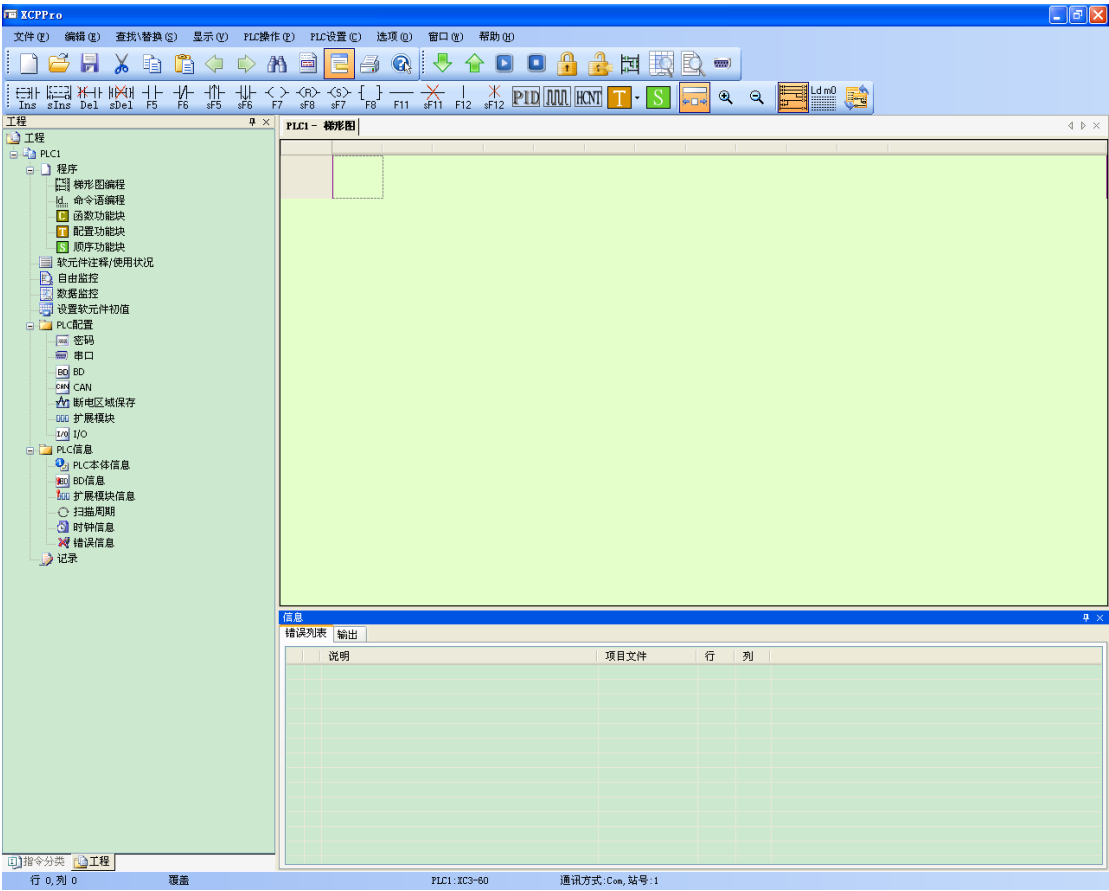 XCPPro
文件(F) 编辑(E) 查找\替换(S) 显示(V) PLC操作(P) PLC设置(C) 选项(O) 窗口(W) 帮助(H)
Ins sIns Del sDel F5 F6 sF5 sF6 F7 sF8 sF7 F8 F11 sF11 F12 sF12 PID HCNT T S Ld m0
工程
PLC1 - 梯形图
工程
PLC1
程序
梯形图编程
命令语编程
C 函数功能块
T 配置功能块
S 顺序功能块
软元件注释/使用状况
自由监控
数据监控
设置软元件初值
PLC配置
密码
串口
BD BD
CAN CAN
断电区域保存
扩展模块
I/O I/O
PLC信息
PLC本体信息
BD信息
扩展模块信息
扫描周期
时钟信息
错误信息
记录
信息
错误列表 输出
说明 项目文件 行 列
指令分类 工程
行 0,列 0 覆盖 PLC1:XC3-60 通讯方式:Com,站号:1